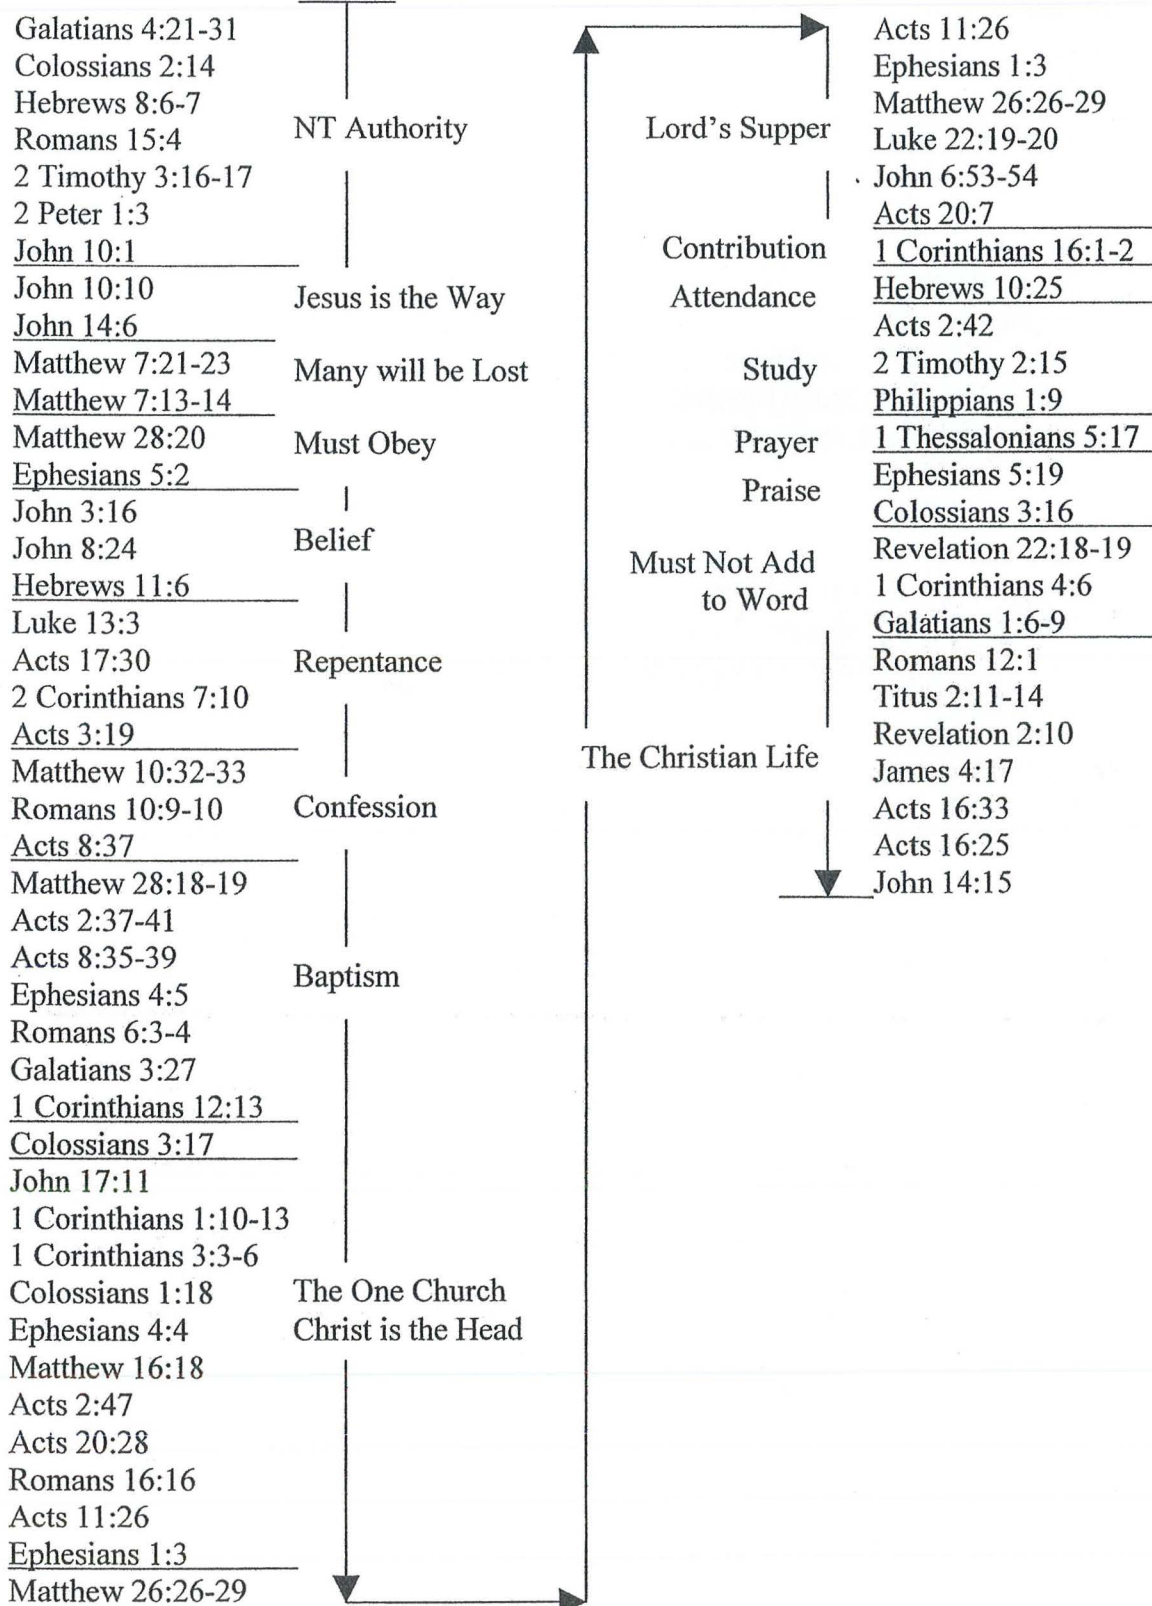 Galatians 4:21-31
Colossians 2:14
Hebrews 8:6-7
Romans 15:4
2 Timothy 3:16-17
2 Peter 1:3
John 10:1
NT Authority
John 10:10
John 14:6
Jesus is the Way
Matthew 7:21-23
Matthew 7:13-14
Many will be Lost
Matthew 28:20
Ephesians 5:2
Must Obey
John 3:16
John 8:24
Hebrews 11:6
Belief
Luke 13:3
Acts 17:30
2 Corinthians 7:10
Acts 3:19
Repentance
Matthew 10:32-33
Romans 10:9-10
Acts 8:37
Confession
Matthew 28:18-19
Acts 2:37-41
Acts 8:35-39
Ephesians 4:5
Romans 6:3-4
Galatians 3:27
1 Corinthians 12:13
Baptism
Colossians 3:17
John 17:11
1 Corinthians 1:10-13
1 Corinthians 3:3-6
Colossians 1:18
Ephesians 4:4
Matthew 16:18
Acts 2:47
Acts 20:28
Romans 16:16
Acts 11:26
Ephesians 1:3
The One Church
Christ is the Head
Matthew 26:26-29
Lord's Supper
Acts 11:26
Ephesians 1:3
Matthew 26:26-29
Luke 22:19-20
John 6:53-54
Acts 20:7
Contribution
1 Corinthians 16:1-2
Attendance
Hebrews 10:25
Study
Acts 2:42
2 Timothy 2:15
Philippians 1:9
Prayer
1 Thessalonians 5:17
Praise
Ephesians 5:19
Colossians 3:16
Must Not Add
to Word
Revelation 22:18-19
1 Corinthians 4:6
Galatians 1:6-9
The Christian Life
Romans 12:1
Titus 2:11-14
Revelation 2:10
James 4:17
Acts 16:33
Acts 16:25
John 14:15